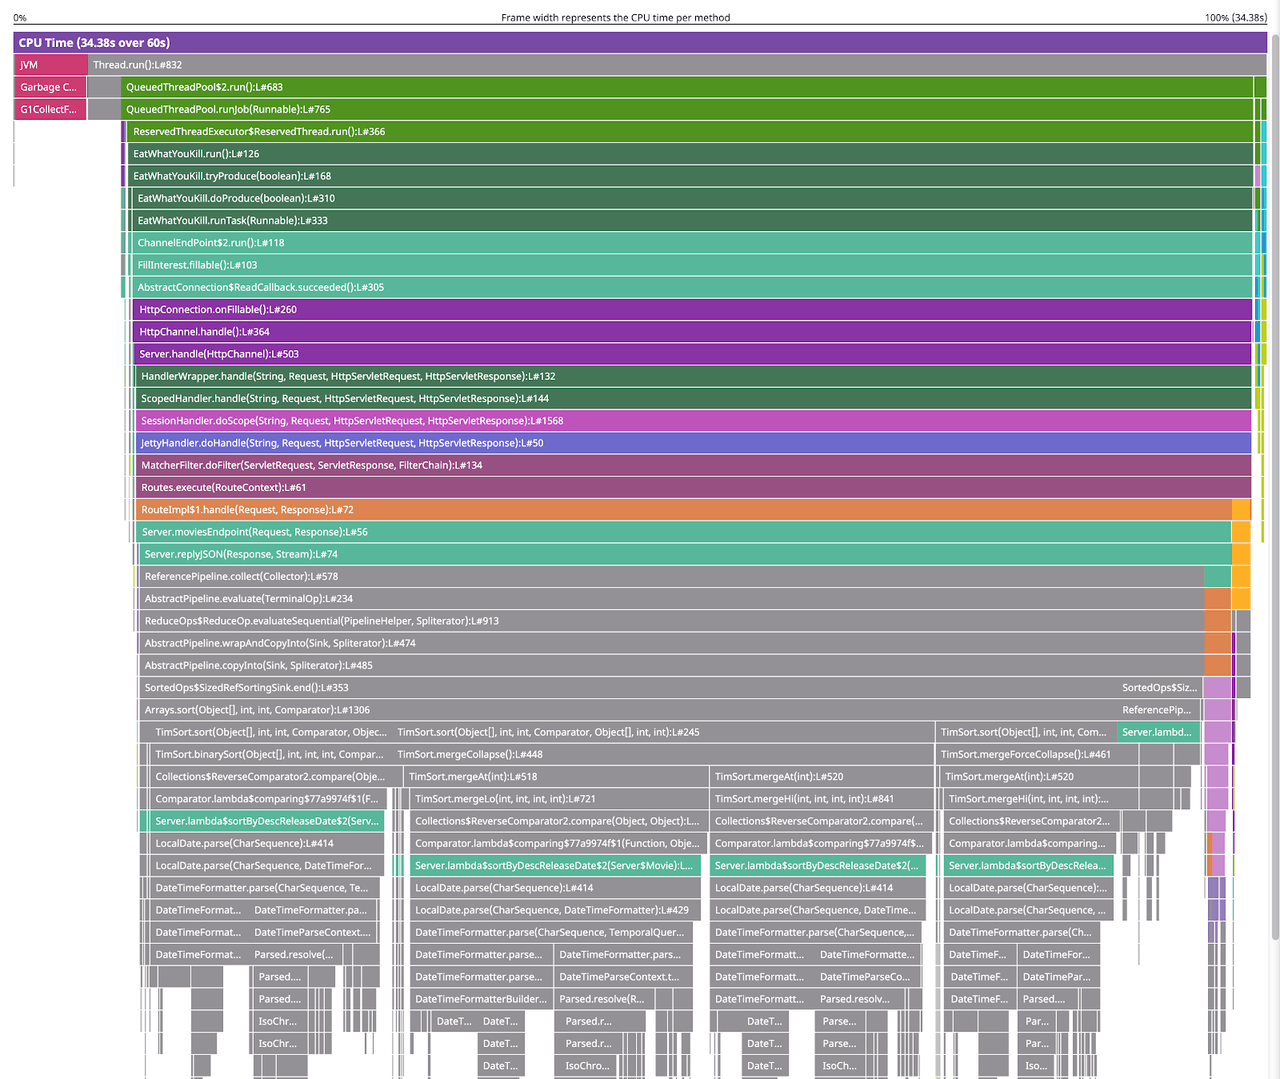 0% Frame width represents the CPU time per method 100% (34.38s)
CPU Time (34.38s over 60s)
JVM Thread.run():L#832
Garbage C... QueuedThreadPool$2.run():L#683
G1CollectF... QueuedThreadPool.runJob(Runnable):L#765
ReservedThreadExecutor$ReservedThread.run():L#366
EatWhatYouKill.run():L#126
EatWhatYouKill.tryProduce(boolean):L#168
EatWhatYouKill.doProduce(boolean):L#310
EatWhatYouKill.runTask(Runnable):L#333
ChannelEndPoint$2.run():L#118
FillInterest.fillable():L#103
AbstractConnection$ReadCallback.succeeded():L#305
HttpConnection.onFillable():L#260
HttpChannel.handle():L#364
Server.handle(HttpChannel):L#503
HandlerWrapper.handle(String, Request, HttpServletRequest, HttpServletResponse):L#132
ScopedHandler.handle(String, Request, HttpServletRequest, HttpServletResponse):L#144
SessionHandler.doScope(String, Request, HttpServletRequest, HttpServletResponse):L#1568
JettyHandler.doHandle(String, Request, HttpServletRequest, HttpServletResponse):L#50
MatcherFilter.doFilter(ServletRequest, ServletResponse, FilterChain):L#134
Routes.execute(RouteContext):L#61
RouteImpl$1.handle(Request, Response):L#72
Server.moviesEndpoint(Request, Response):L#56
Server.replyJSON(Response, Stream):L#74
ReferencePipeline.collect(Collector):L#578
AbstractPipeline.evaluate(TerminalOp):L#234
ReduceOps$ReduceOp.evaluateSequential(PipelineHelper, Spliterator):L#913
AbstractPipeline.wrapAndCopyInto(Sink, Spliterator):L#474
AbstractPipeline.copyInto(Sink, Spliterator):L#485
SortedOps$SizedRefSortingSink.end():L#353 SortedOps$Siz...
Arrays.sort(Object[], int, int, Comparator):L#1306 ReferencePip...
TimSort.sort(Object[], int, int, Comparator, Objec... TimSort.sort(Object[], int, int, Comparator, Object[], int, int):L#245 TimSort.sort(Object[], int, int, Com... Server.lambd...
TimSort.binarySort(Object[], int, int, int, Compar... TimSort.mergeCollapse():L#448 TimSort.mergeForceCollapse():L#461
Collections$ReverseComparator2.compare(Obje... TimSort.mergeAt(int):L#518 TimSort.mergeAt(int):L#520 TimSort.mergeAt(int):L#520
Comparator.lambda$comparing$77a9974f$1(F... TimSort.mergeLo(int, int, int, int):L#721 TimSort.mergeHi(int, int, int, int):L#841 TimSort.mergeHi(int, int, int, int):...
Server.lambda$sortByDescReleaseDate$2(Serv... Collections$ReverseComparator2.compare(Object, Object):L... Collections$ReverseComparator2.compare(... Collections$ReverseComparator2...
LocalDate.parse(CharSequence):L#414 Comparator.lambda$comparing$77a9974f$1(Function, Obje... Comparator.lambda$comparing$77a9974f$... Comparator.lambda$comparing...
LocalDate.parse(CharSequence, DateTimeFor... Server.lambda$sortByDescReleaseDate$2(Server$Movie):L... Server.lambda$sortByDescReleaseDate$2(... Server.lambda$sortByDescRelea...
DateTimeFormatter.parse(CharSequence, Te... LocalDate.parse(CharSequence):L#414 LocalDate.parse(CharSequence):L#414 LocalDate.parse(CharSequence):...
DateTimeFormat... DateTimeFormatter.pa... LocalDate.parse(CharSequence, DateTimeFormatter):L#429 LocalDate.parse(CharSequence, DateTime... LocalDate.parse(CharSequence, ...
DateTimeFormat... DateTimeParseContext.... DateTimeFormatter.parse(CharSequence, TemporalQuer... DateTimeFormatter.parse(CharSequence,... DateTimeFormatter.parse(Ch...
DateTimeFormat... Parsed.resolve(... DateTimeFormatter.parse... DateTimeFormatter.pars... DateTimeFormatt... DateTimeFormatte... DateTimeF... DateTimeFor...
Parsed.... DateTimeFormatter.parse... DateTimeParseContext.t... DateTimeFormatt... DateTimeParseCo... DateTimeF... DateTimePar...
Parsed.... DateTimeFormatterBuilder... Parsed.resolve(R... DateTimeFormatt... Parsed.resolv... DateTimeF... Parsed....
IsoChr... DateT... DateT... Parsed.r... DateT... Parse... Par...
IsoChr... DateT... Parsed.r... DateT... Parse... Par...
DateT... IsoChro... DateT... IsoCh... Iso...